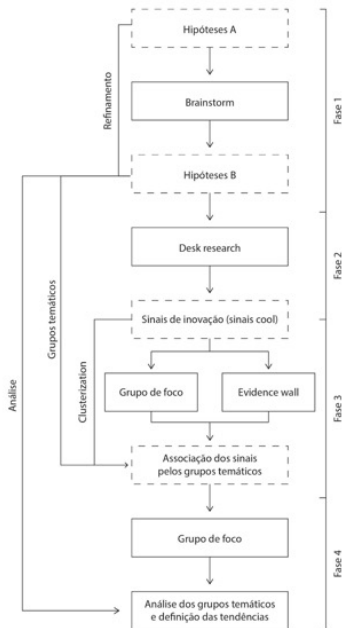 Hipóteses A
Refinamento
Brainstorm
Fase 1
Hipóteses B
Desk research
Fase 2
Sinais de inovação (sinais cool)
Análise
Grupos temáticos
Clusterization
Grupo de foco
Evidence wall
Fase 3
Associação dos sinais
pelos grupos temáticos
Grupo de foco
Fase 4
Análise dos grupos temáticos
e definição das tendências